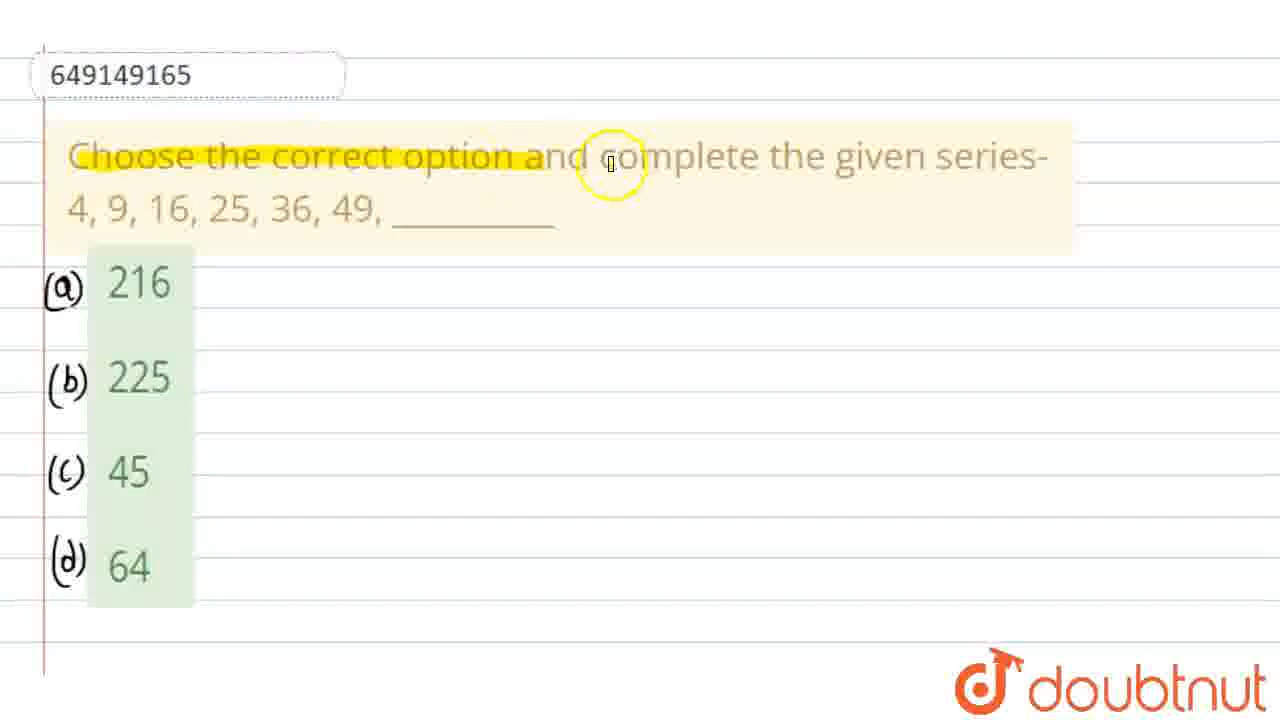 649149165
Choose the correct option and complete the given series-
4, 9, 16, 25, 36, 49, __________
(a) 216
(b) 225
(c) 45
(d) 64
doubtnut